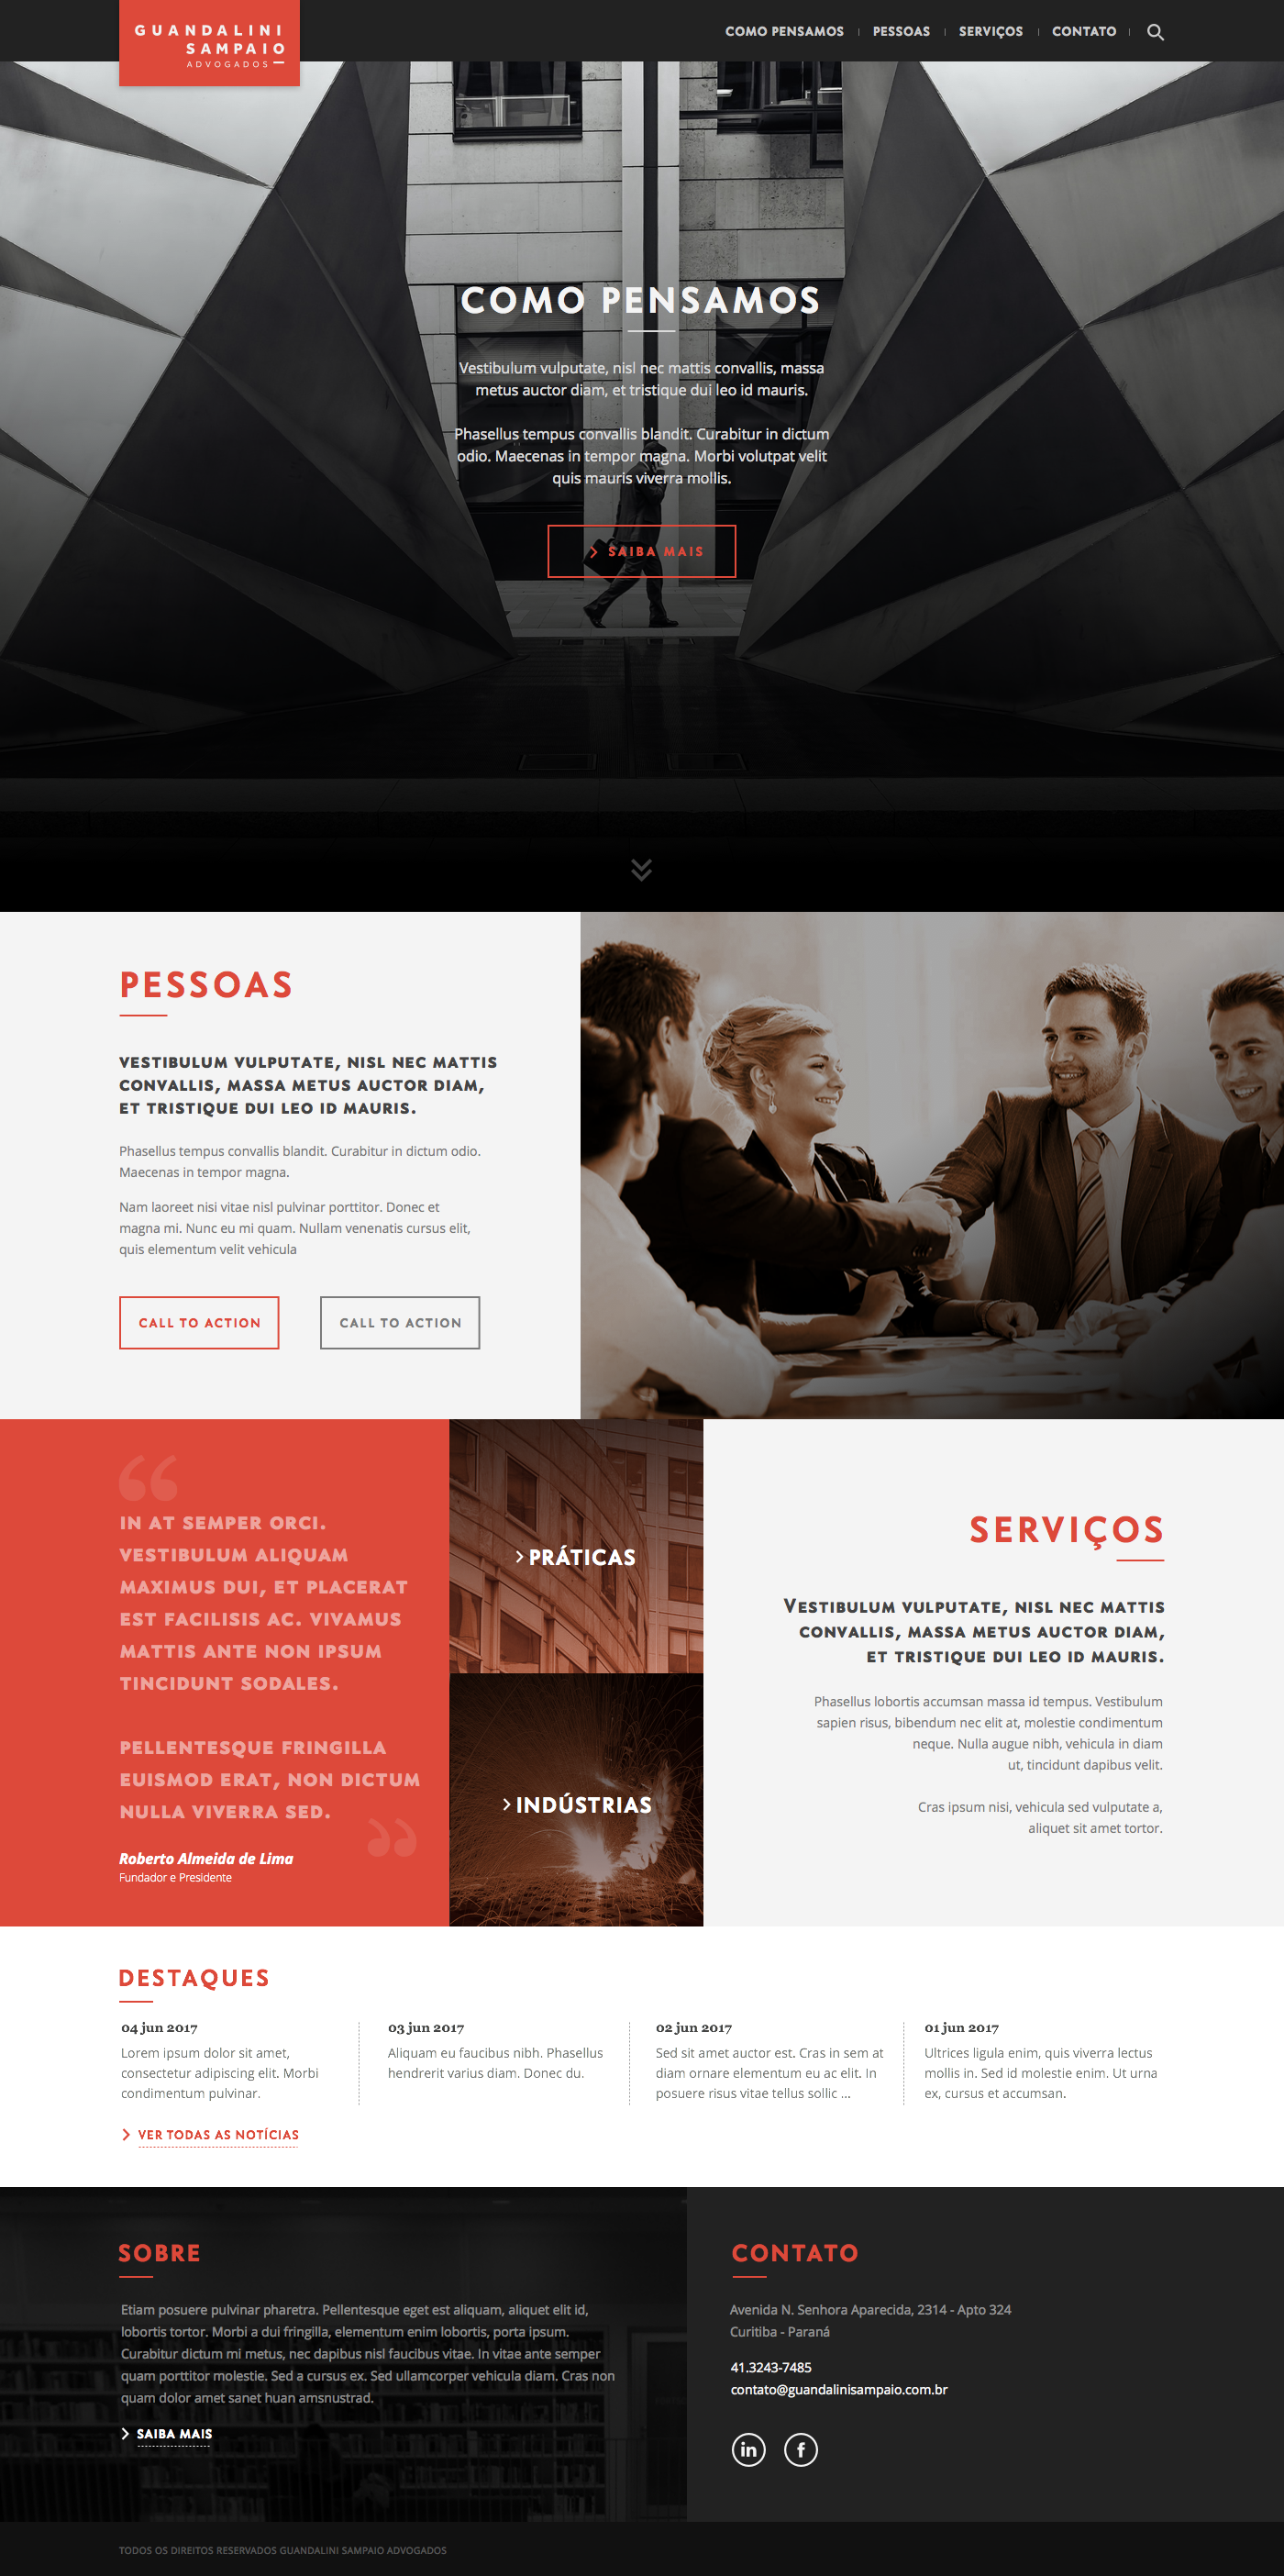 GUANDALINI
SAMPAIO
ADVOGADOS
COMO PENSAMOS
PESSOAS
SERVIÇOS
CONTATO
COMO PENSAMOS
Vestibulum vulputate, nisl nec mattis convallis, massa
metus auctor diam, et tristique dui leo id mauris.
Phasellus tempus convallis blandit. Curabitur in dictum
odio. Maecenas in tempor magna. Morbi volutpat velit
quis mauris viverra mollis.
SAIBA MAIS
PESSOAS
VESTIBULUM VULPUTATE, NISL NEC MATTIS
CONVALLIS, MASSA METUS AUCTOR DIAM,
ET TRISTIQUE DUI LEO ID MAURIS.
Phasellus tempus convallis blandit. Curabitur in dictum odio.
Maecenas in tempor magna.
Nam laoreet nisi vitae nisl pulvinar porttitor. Donec et
magna mi. Nunc eu mi quam. Nullam venenatis cursus elit,
quis elementum velit vehicula
CALL TO ACTION
CALL TO ACTION
“
IN AT SEMPER ORCI.
VESTIBULUM ALIQUAM
MAXIMUS DUI, ET PLACERAT
EST FACILISIS AC. VIVAMUS
MATTIS ANTE NON IPSUM
TINCIDUNT SODALES.
PELLENTESQUE FRINGILLA
EUISMOD ERAT, NON DICTUM
NULLA VIVERRA SED.
”
Roberto Almeida de Lima
Fundador e Presidente
PRÁTICAS
INDÚSTRIAS
SERVIÇOS
VESTIBULUM VULPUTATE, NISL NEC MATTIS
CONVALLIS, MASSA METUS AUCTOR DIAM,
ET TRISTIQUE DUI LEO ID MAURIS.
Phasellus lobortis accumsan massa id tempus. Vestibulum
sapien risus, bibendum nec elit at, molestie condimentum
neque. Nulla augue nibh, vehicula in diam
ut, tincidunt dapibus velit.
Cras ipsum nisi, vehicula sed vulputate a,
aliquet sit amet tortor.
DESTAQUES
04 jun 2017
Lorem ipsum dolor sit amet,
consectetur adipiscing elit. Morbi
condimentum pulvinar.
03 jun 2017
Aliquam eu faucibus nibh. Phasellus
hendrerit varius diam. Donec du.
02 jun 2017
Sed sit amet auctor est. Cras in sem at
diam ornare elementum eu ac elit. In
posuere risus vitae tellus sollic ...
01 jun 2017
Ultrices ligula enim, quis viverra lectus
mollis in. Sed id molestie enim. Ut urna
ex, cursus et accumsan.
VER TODAS AS NOTÍCIAS
SOBRE
Etiam posuere pulvinar pharetra. Pellentesque eget est aliquam, aliquet elit id,
lobortis tortor. Morbi a dui fringilla, elementum enim lobortis, porta ipsum.
Curabitur dictum mi metus, nec dapibus nisl faucibus vitae. In vitae ante semper
quam porttitor molestie. Sed a cursus ex. Sed ullamcorper vehicula diam. Cras non
quam dolor amet sanet huan amsnustrad.
SAIBA MAIS
CONTATO
Avenida N. Senhora Aparecida, 2314 - Apto 324
Curitiba - Paraná
41.3243-7485
contato@guandalinisampaio.com.br
in
f
TODOS OS DIREITOS RESERVADOS GUANDALINI SAMPAIO ADVOGADOS